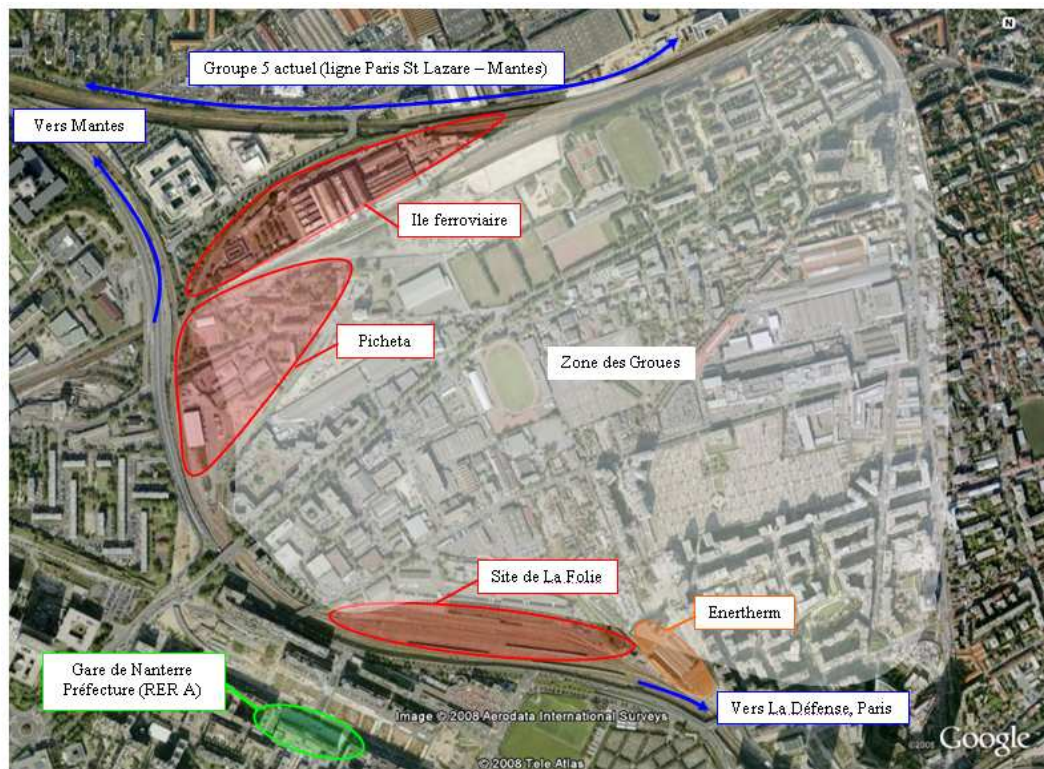 N
Groupe 5 actuel (ligne Paris St Lazare – Mantes)
Vers Mantes
Ile ferroviaire
Picheta
Zone des Groues
Site de La Folie
Enertherm
Gare de Nanterre
Préfecture (RER A)
Vers La Défense, Paris
Image © 2008 Aerodata International Surveys
© 2008 Tele Atlas
©2008 Google